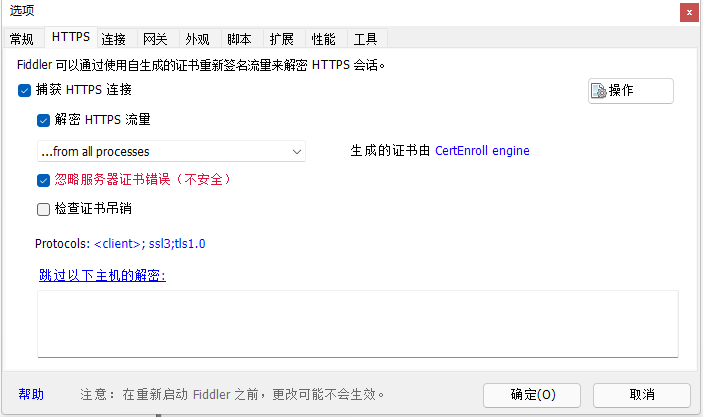 选项
常规 HTTPS 连接 网关 外观 脚本 扩展 性能 工具
Fiddler 可以通过使用自生成的证书重新签名流量来解密 HTTPS 会话。
捕获 HTTPS 连接
操作
解密 HTTPS 流量
...from all processes
生成的证书由 CertEnroll engine
忽略服务器证书错误（不安全）
检查证书吊销
Protocols: <client>; ssl3;tls1.0
跳过以下主机的解密:
帮助 注意：在重新启动 Fiddler 之前，更改可能不会生效。 确定(O) 取消